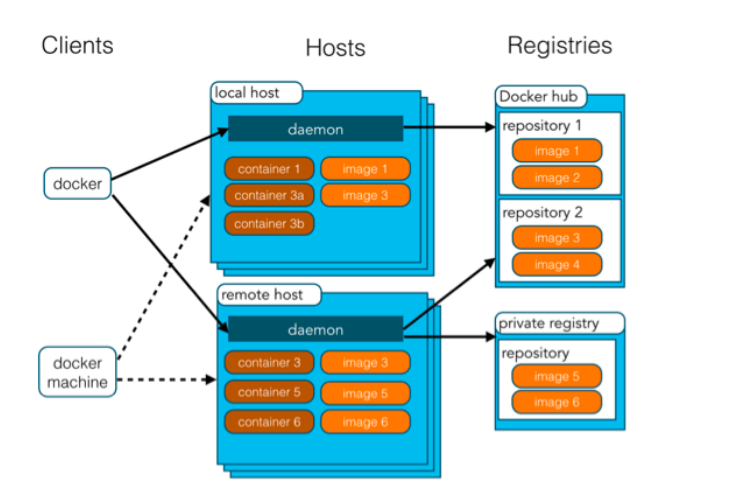 Clients
Hosts
Registries
docker
docker
machine
local host
daemon
container 1
image 1
container 3a
image 3
container 3b
remote host
daemon
container 3
image 3
container 5
image 5
container 6
image 6
Docker hub
repository 1
image 1
image 2
repository 2
image 3
image 4
private registry
repository
image 5
image 6